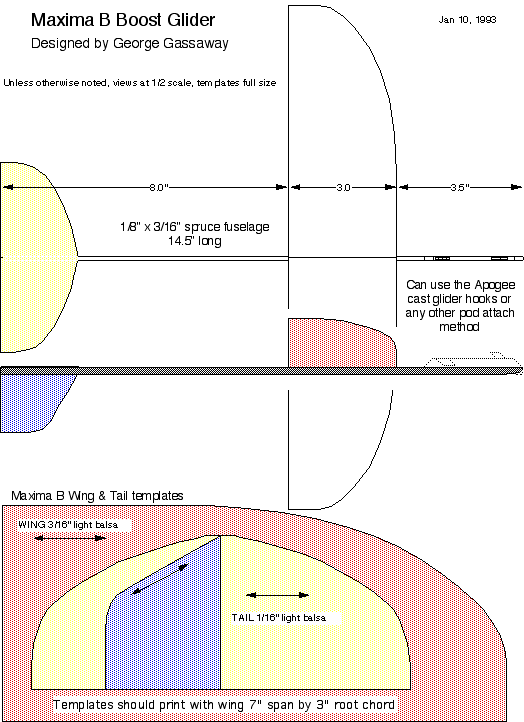 Maxima B Boost Glider
Jan 10, 1993
Designed by George Gassaway
Unless otherwise noted, views at 1/2 scale, templates full size
8.0"
3.0
3.5"
1/8" x 3/16" spruce fuselage
14.5" long
Can use the Apogee
cast glider hooks or
any other pod attach
method
Maxima B Wing & Tail templates
WING 3/16" light balsa
TAIL 1/16" light balsa
Templates should print with wing 7" span by 3" root chord